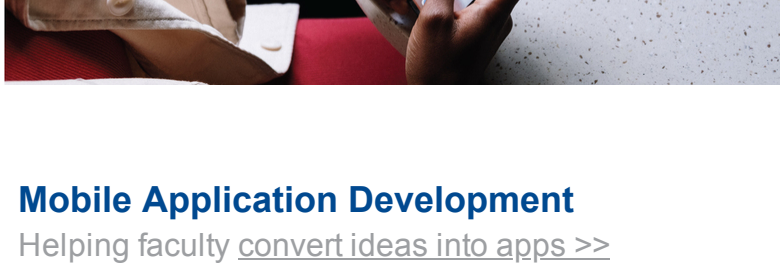 Mobile Application Development
Helping faculty convert ideas into apps >>